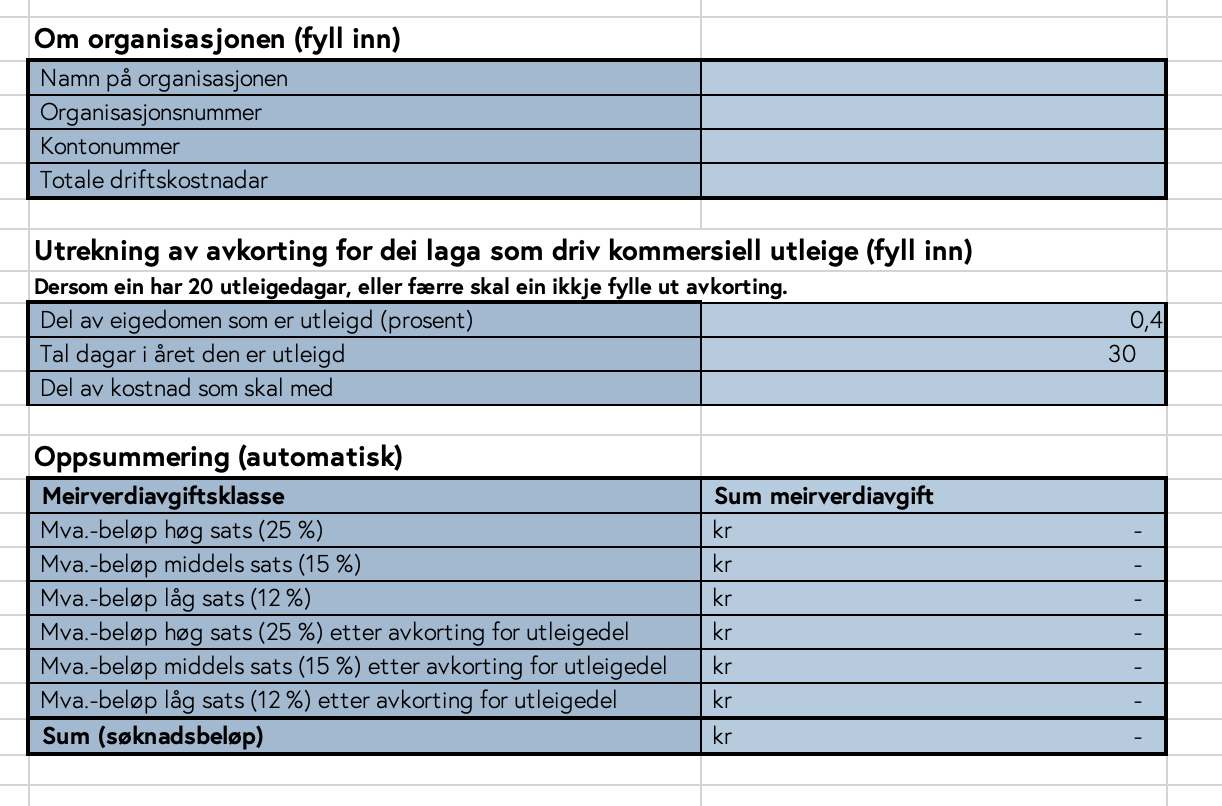 Om organisasjonen (fyll inn)
Namn på organisasjonen
Organisasjonsnummer
Kontonummer
Totale driftskostnadar
Utrekning av avkorting for dei laga som driv kommersiell utleige (fyll inn)
Dersom ein har 20 utleigedagar, eller færre skal ein ikkje fylle ut avkorting.
Del av eigedomen som er utleigd (prosent) 0,4
Tal dagar i året den er utleigd 30
Del av kostnad som skal med
Oppsummering (automatisk)
Meirverdiavgiftsklasse Sum meirverdiavgift
Mva.-beløp høg sats (25 %) kr -
Mva.-beløp middels sats (15 %) kr -
Mva.-beløp låg sats (12 %) kr -
Mva.-beløp høg sats (25 %) etter avkorting for utleigedel kr -
Mva.-beløp middels sats (15 %) etter avkorting for utleigedel kr -
Mva.-beløp låg sats (12 %) etter avkorting for utleigedel kr -
Sum (søknadsbeløp) kr -